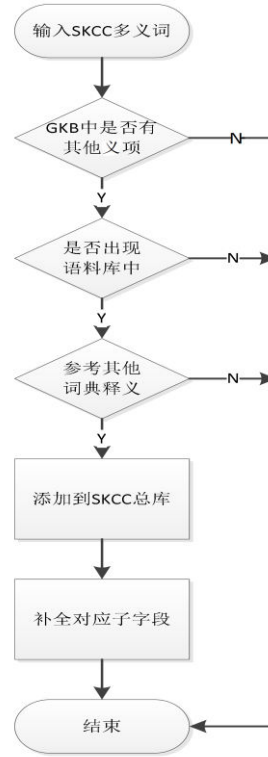 输入SKCC多义词
GKB中是否有
其他义项
N
Y
是否出现
语料库中
N
Y
参考其他
词典释义
N
Y
添加到SKCC总库
补全对应子字段
结束